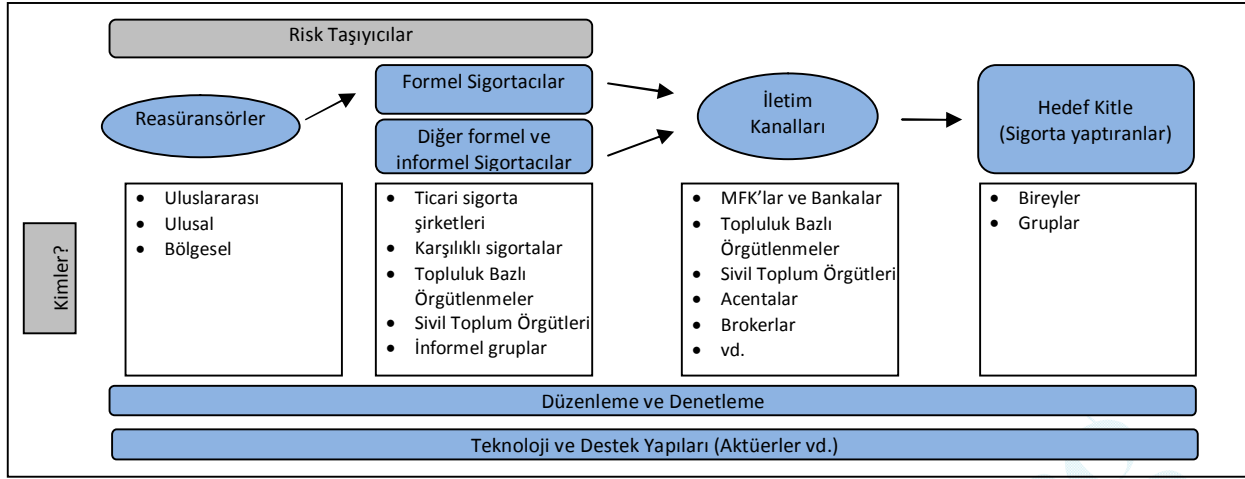 Risk Taşıyıcılar
Reasüransörler
Formel Sigortacılar
Diğer formel ve
informel Sigortacılar
İletim
Kanalları
Hedef Kitle
(Sigorta yaptıranlar)
Kimler?
• Uluslararası
• Ulusal
• Bölgesel
• Ticari sigorta
şirketleri
• Karşılıklı sigortalar
• Topluluk Bazlı
Örgütlenmeler
• Sivil Toplum Örgütleri
• İnformel gruplar
• MFK’lar ve Bankalar
• Topluluk Bazlı
Örgütlenmeler
• Sivil Toplum Örgütleri
• Acentalar
• Brokerlar
• vd.
• Bireyler
• Gruplar
Düzenleme ve Denetleme
Teknoloji ve Destek Yapıları (Aktüerler vd.)